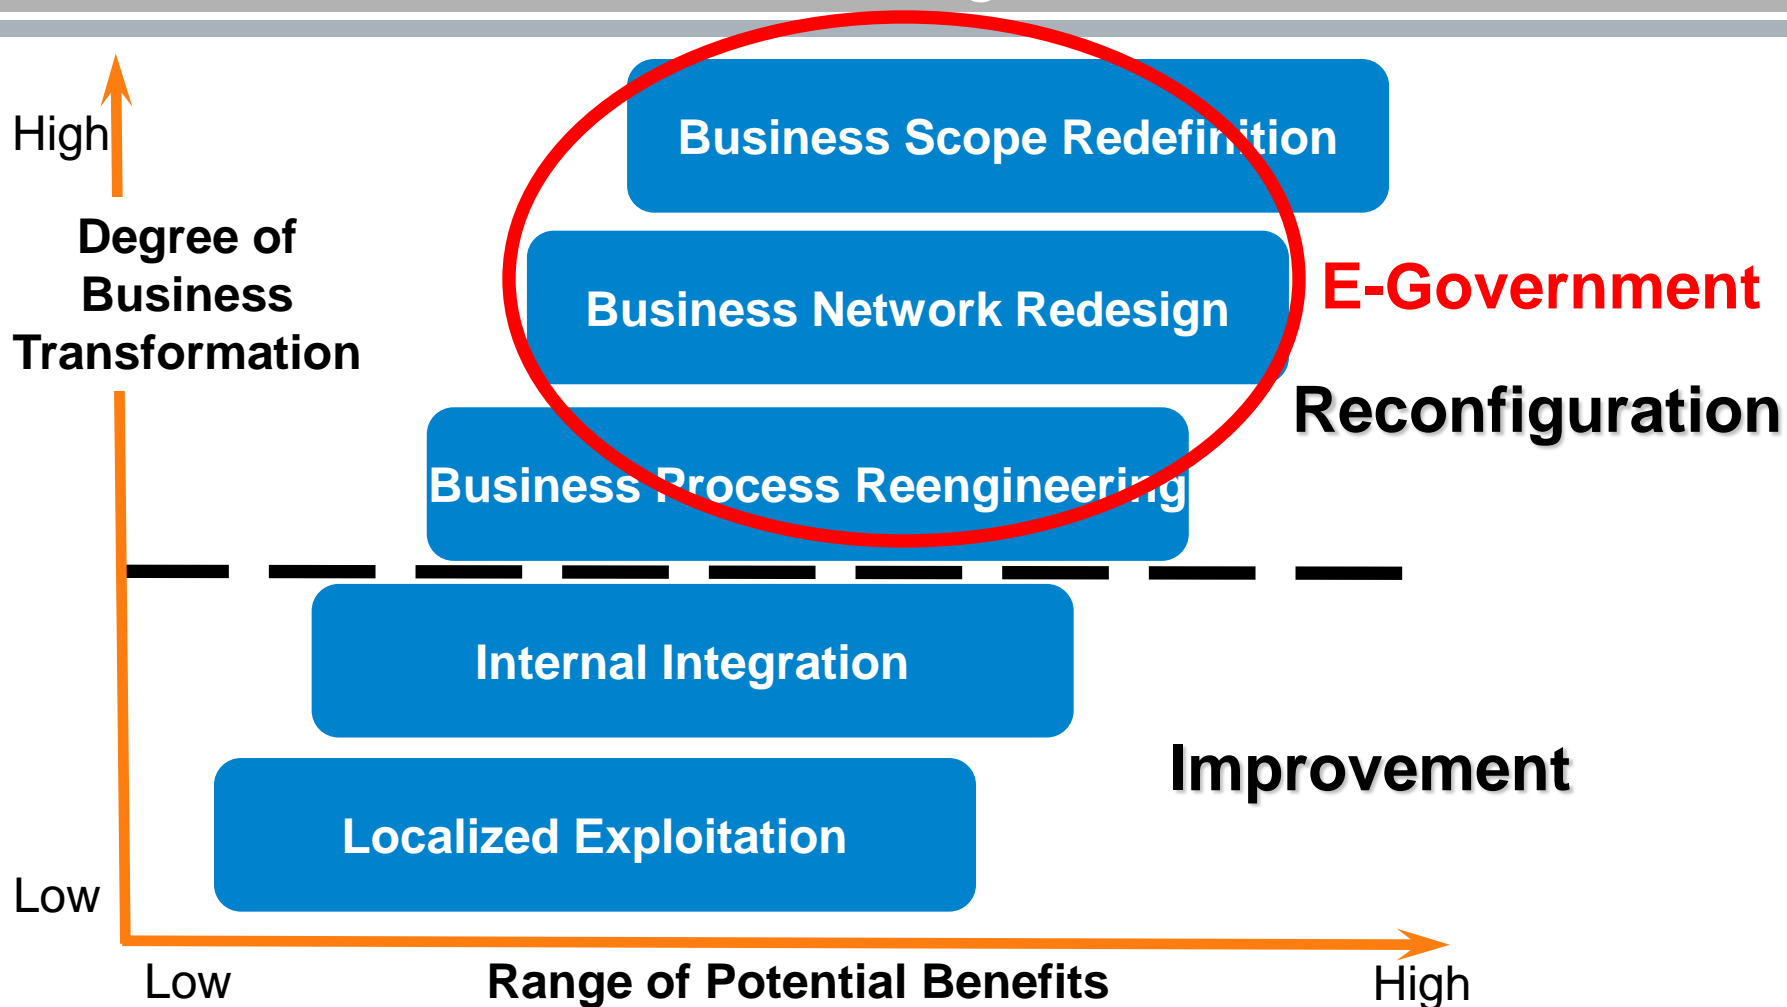 High
Business Scope Redefinition
Degree of
Business
Transformation
Business Network Redesign
E-Government
Reconfiguration
Business Process Reengineering
Internal Integration
Improvement
Localized Exploitation
Low
Low
Range of Potential Benefits
High